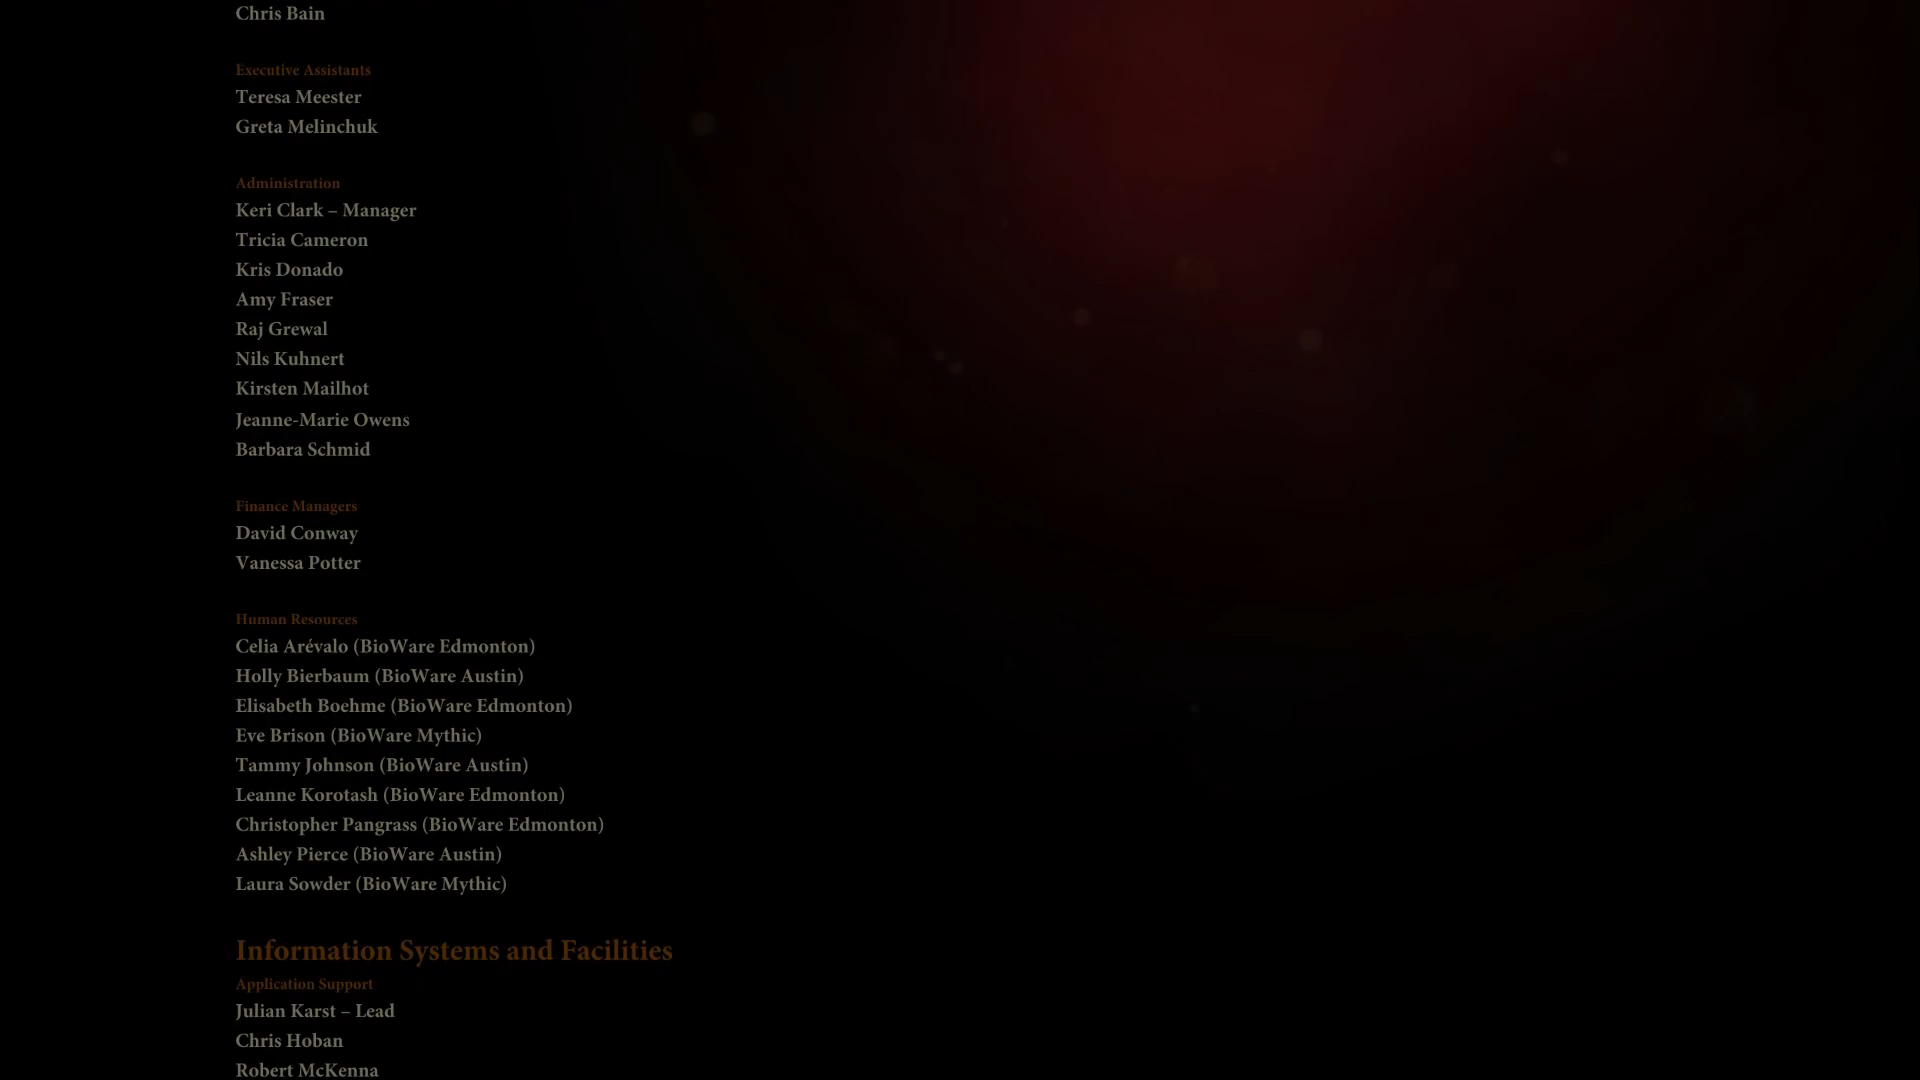 Chris Bain
Executive Assistants
Teresa Meester
Greta Melinchuk
Administration
Keri Clark – Manager
Tricia Cameron
Kris Donado
Amy Fraser
Raj Grewal
Nils Kuhnert
Kirsten Mailhot
Jeanne-Marie Owens
Barbara Schmid
Finance Managers
David Conway
Vanessa Potter
Human Resources
Celia Arévalo (BioWare Edmonton)
Holly Bierbaum (BioWare Austin)
Elisabeth Boehme (BioWare Edmonton)
Eve Brison (BioWare Mythic)
Tammy Johnson (BioWare Austin)
Leanne Korotash (BioWare Edmonton)
Christopher Pangrass (BioWare Edmonton)
Ashley Pierce (BioWare Austin)
Laura Sowder (BioWare Mythic)
Information Systems and Facilities
Application Support
Julian Karst – Lead
Chris Hoban
Robert McKenna